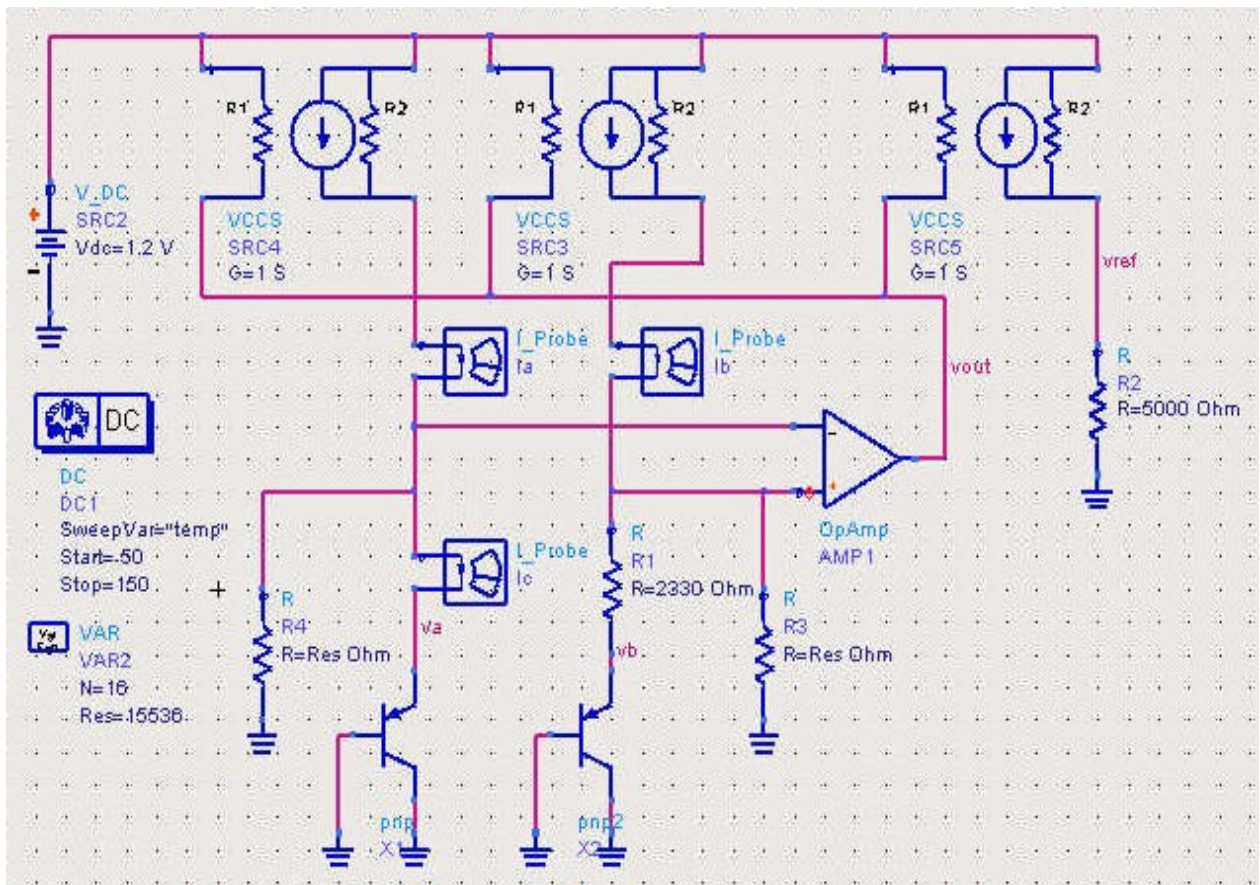 R1
R2
R1
R2
R1
R2
V_DC
SRC2
Vdc=1.2 V
VCCS
SRC4
G=1 S
VCCS
SRC3
G=1 S
VCCS
SRC5
G=1 S
vref
I_Probe
Ia
I_Probe
Ib
vout
R
R2
R=5000 Ohm
DC
DC
DC1
SweepVar="temp"
Start=-50
Stop=150
VAR
VAR2
N=16
Res=15536
OpAmp
AMP1
I_Probe
Ic
R
R1
R=2330 Ohm
R
R4
R=Res Ohm
va
vb
R
R3
R=Res Ohm
pnp
X1
pnp2
X2